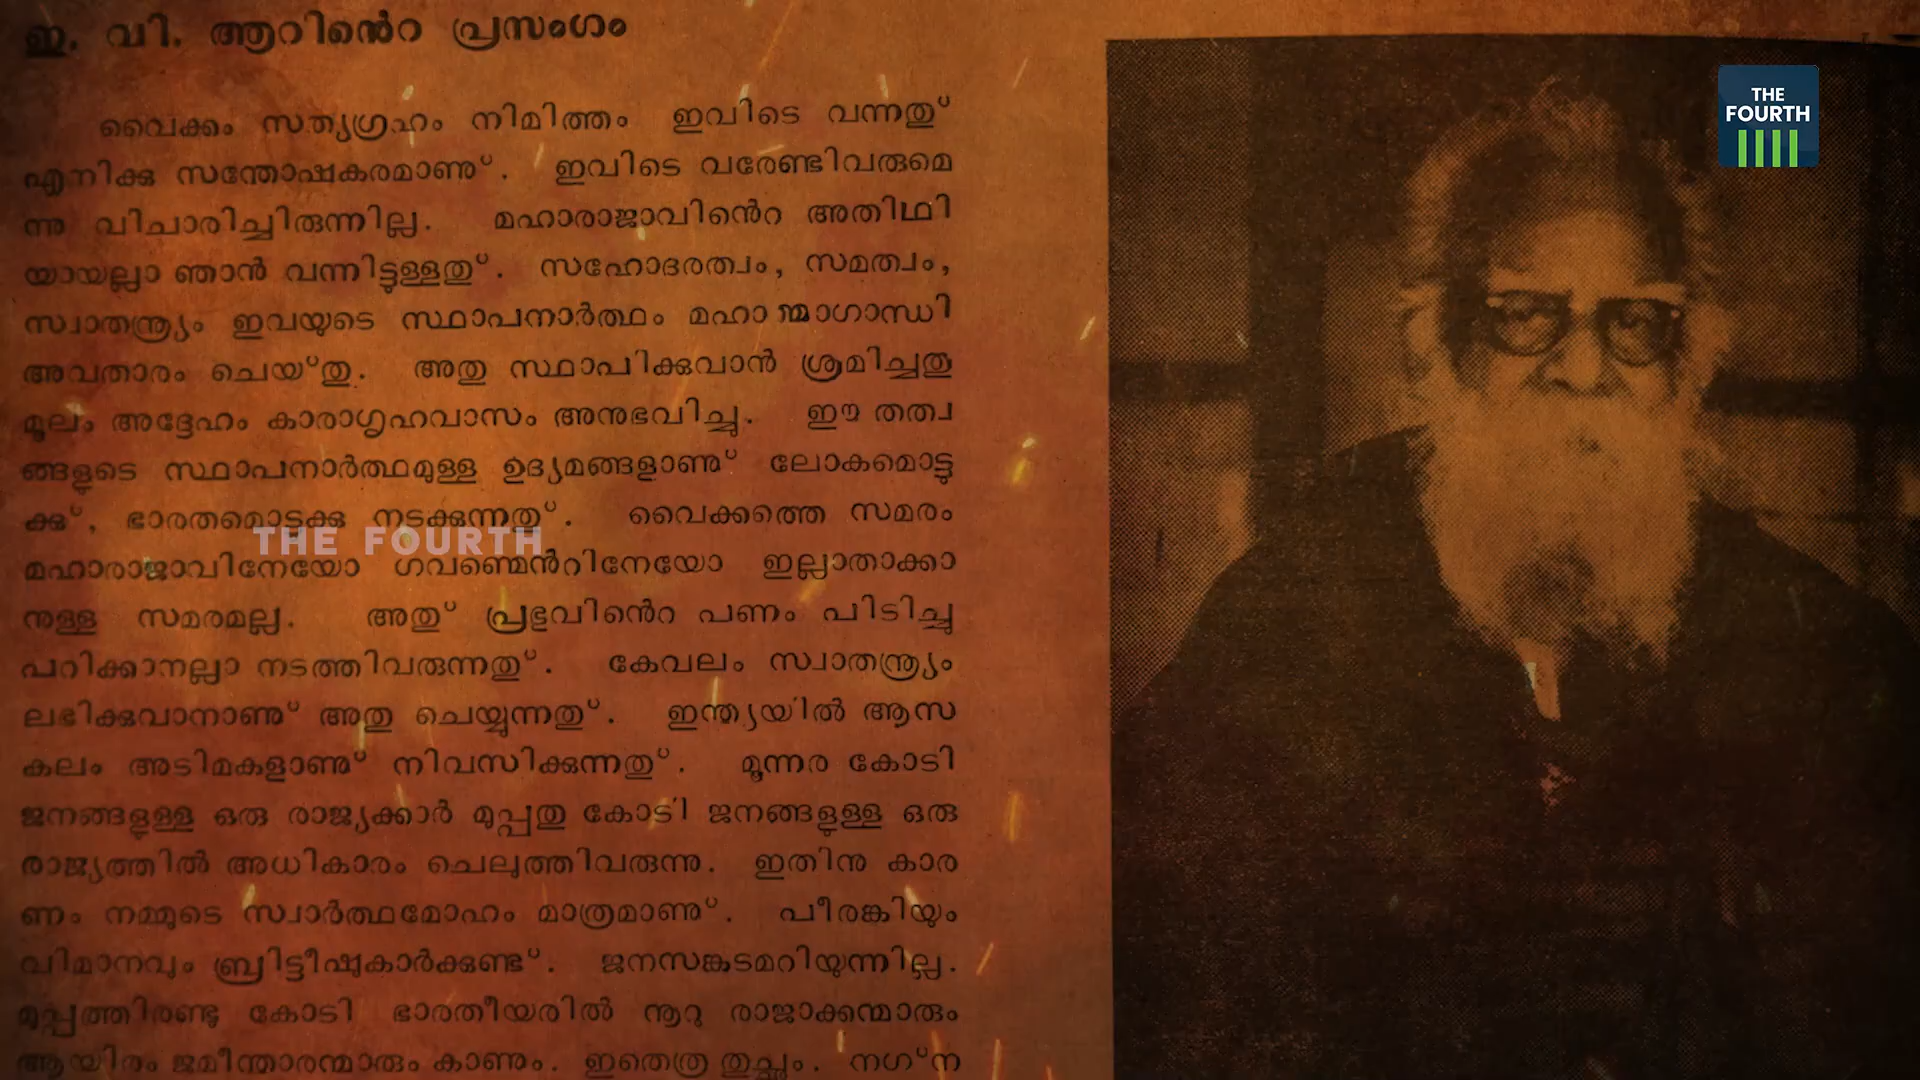 ഇ. വി. ആറിൻെറ പ്രസംഗം
വൈക്കം സത്യഗ്രഹം നിമിത്തം ഇവിടെ വന്നതു്
എനിക്കു സന്തോഷകരമാണു്. ഇവിടെ വരേണ്ടിവരുമെ
ന്നു വിചാരിച്ചിരുന്നില്ല. മഹാരാജാവിൻെറ അതിഥി
യായല്ലാ ഞാൻ വന്നിട്ടുള്ളതു്. സഹോദരത്വം, സമത്വം,
സ്വാതന്ത്ര്യം ഇവയുടെ സ്ഥാപനാർത്ഥം മഹാത്മാഗാന്ധി
അവതാരം ചെയ്തു. അതു സ്ഥാപിക്കുവാൻ ശ്രമിച്ചതു
മൂലം അദ്ദേഹം കാരാഗൃഹവാസം അനുഭവിച്ചു. ഈ തത്വ
ങ്ങളുടെ സ്ഥാപനാർത്ഥമുള്ള ഉദ്യമങ്ങളാണു് ലോകമൊട്ടു
ക്കു്, ഭാരതമൊട്ടുക്കു നടക്കുന്നതു്. വൈക്കത്തെ സമരം
മഹാരാജാവിനേയോ ഗവണ്മെൻറിനേയോ ഇല്ലാതാക്കാ
നുള്ള സമരമല്ല. അതു് പ്രഭുവിൻെറ പണം പിടിച്ചു
പറിക്കാനല്ലാ നടത്തിവരുന്നതു്. കേവലം സ്വാതന്ത്ര്യം
ലഭിക്കുവാനാണു് അതു ചെയ്യുന്നതു്. ഇന്ത്യയിൽ ആസ
കലം അടിമകളാണു് നിവസിക്കുന്നതു്. മൂന്നര കോടി
ജനങ്ങളുള്ള ഒരു രാജ്യക്കാർ മുപ്പതു കോടി ജനങ്ങളുള്ള ഒരു
രാജ്യത്തിൽ അധികാരം ചെലുത്തിവരുന്നു. ഇതിനു കാര
ണം നമ്മുടെ സ്വാർത്ഥമോഹം മാത്രമാണു്. പീരങ്കിയും
വിമാനവും ബ്രിട്ടീഷുകാർക്കുണ്ടു്. ജനസങ്കടമറിയുന്നില്ല.
മുപ്പത്തിരണ്ടു കോടി ഭാരതീയരിൽ നൂറു രാജാക്കന്മാരും
ആയിരം ജമീന്താരന്മാരും കാണും. ഇതെത്ര തുച്ഛം. നഗ്ന
THE FOURTH
THE
FOURTH